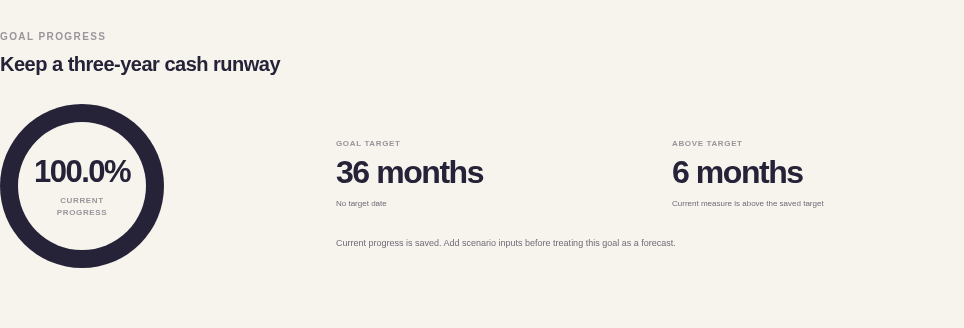 GOAL PROGRESS
Keep a three-year cash runway
100.0%
CURRENT
PROGRESS
GOAL TARGET
36 months
No target date
ABOVE TARGET
6 months
Current measure is above the saved target
Current progress is saved. Add scenario inputs before treating this goal as a forecast.